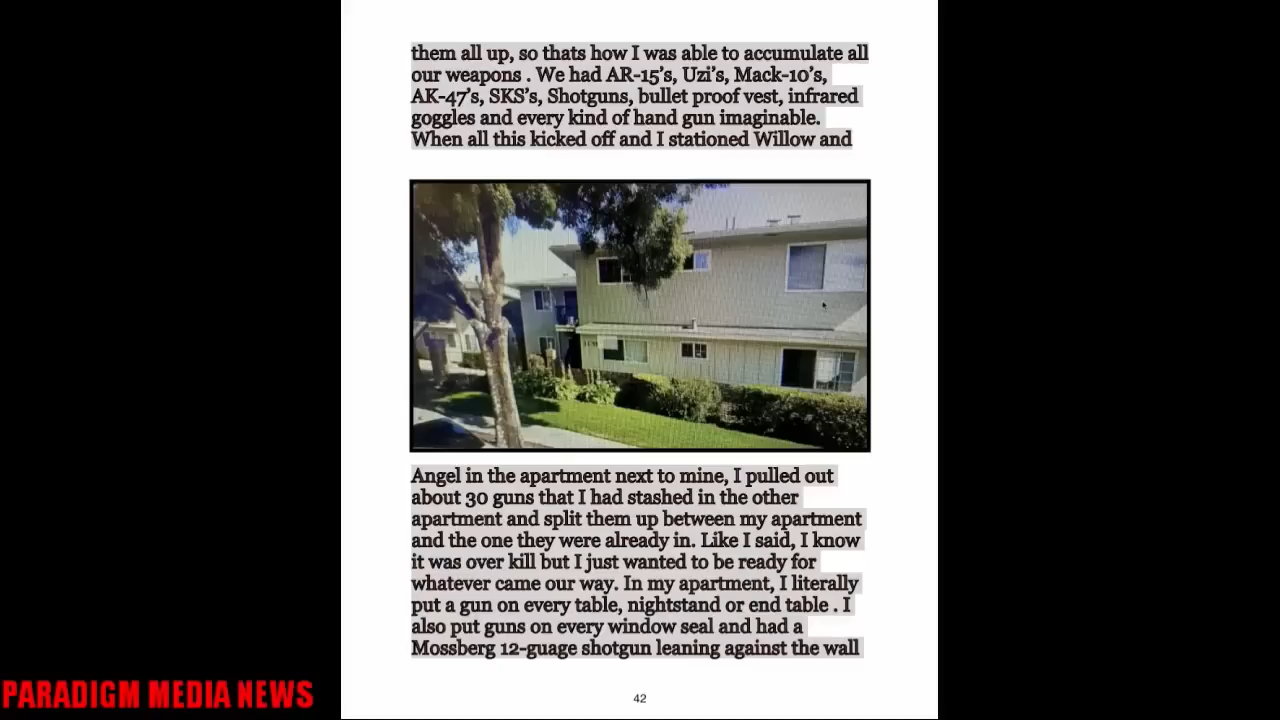 them all up, so thats how I was able to accumulate all
our weapons . We had AR-15’s, Uzi’s, Mack-10’s,
AK-47’s, SKS’s, Shotguns, bullet proof vest, infrared
goggles and every kind of hand gun imaginable.
When all this kicked off and I stationed Willow and
Angel in the apartment next to mine, I pulled out
about 30 guns that I had stashed in the other
apartment and split them up between my apartment
and the one they were already in. Like I said, I know
it was over kill but I just wanted to be ready for
whatever came our way. In my apartment, I literally
put a gun on every table, nightstand or end table . I
also put guns on every window seal and had a
Mossberg 12-guage shotgun leaning against the wall
42
PARADIGM MEDIA NEWS